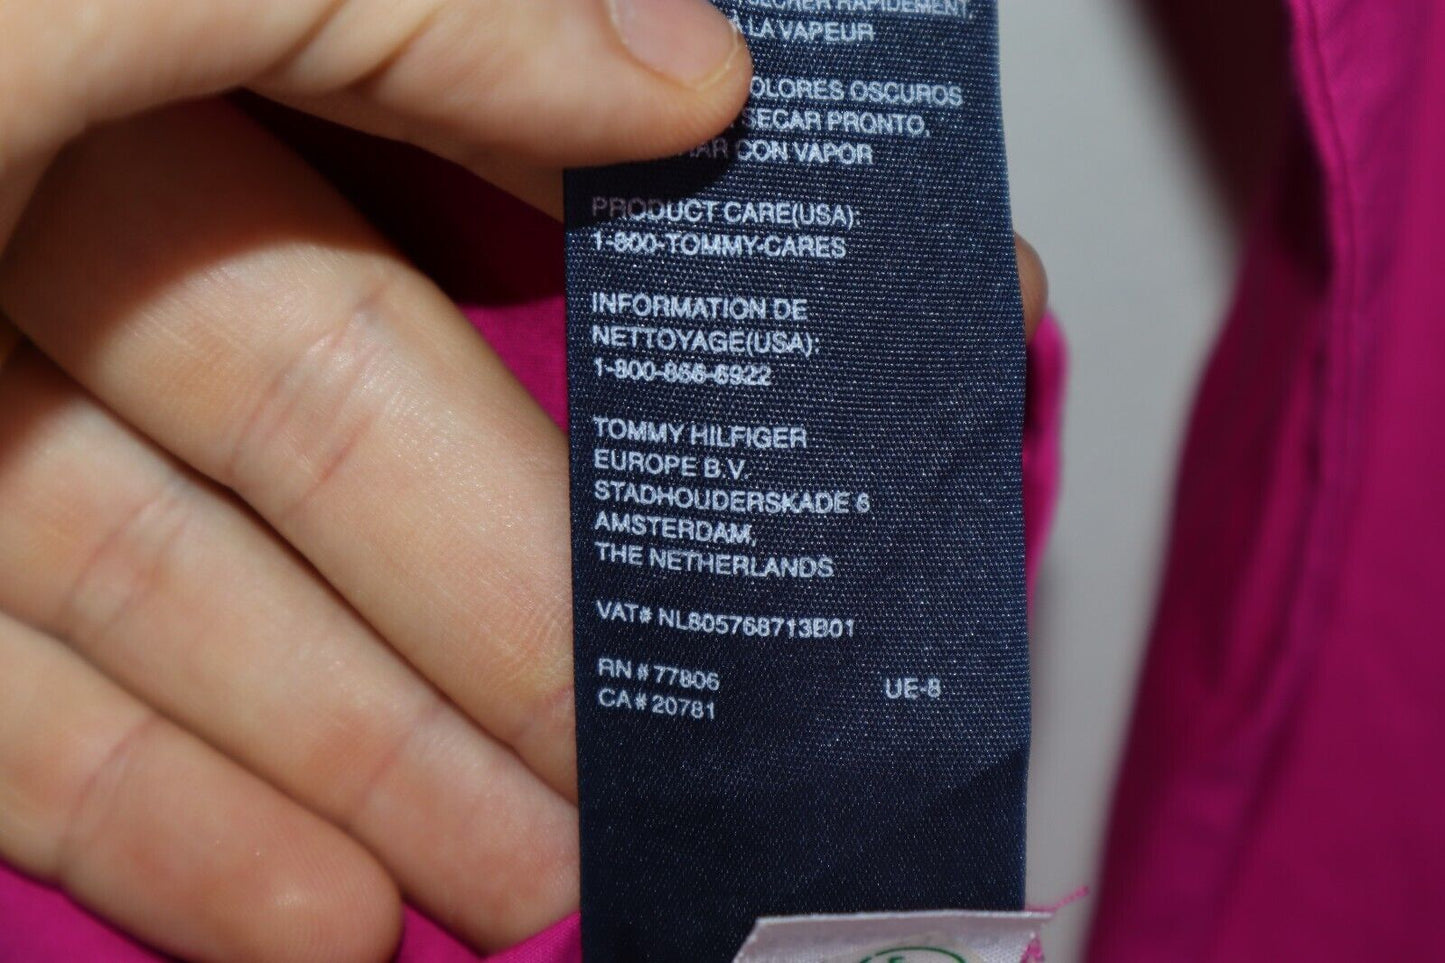 SÉCHER RAPIDEMENT.
À LA VAPEUR
COLORES OSCUROS
SECAR PRONTO,
CON VAPOR
PRODUCT CARE(USA):
1-800-TOMMY-CARES
INFORMATION DE
NETTOYAGE(USA):
1-800-866-6922
TOMMY HILFIGER
EUROPE B.V.
STADHOUDERSKADE 6
AMSTERDAM,
THE NETHERLANDS
VAT# NL805768713B01
RN # 77806
CA# 20781
UE-8